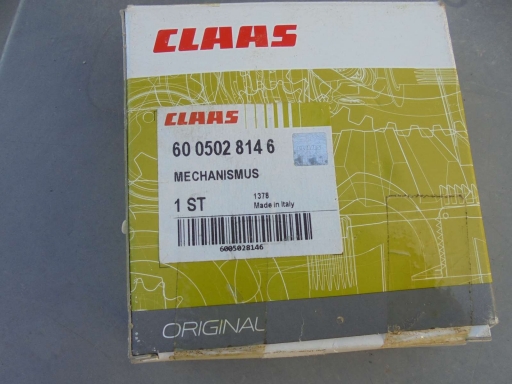 CLAAS
CLAAS
60 0502 814 6
MECHANISMUS
1 ST
1378
Made in Italy
6005028146
ORIGINAL